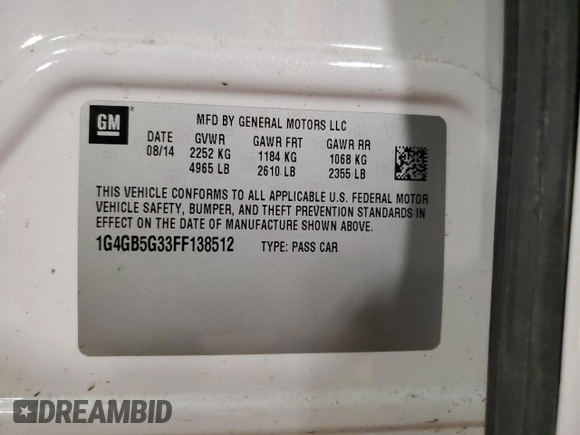 GM
MFD BY GENERAL MOTORS LLC
DATE GVWR GAWR FRT GAWR RR
08/14 2252 KG 1184 KG 1068 KG
4965 LB 2610 LB 2355 LB
THIS VEHICLE CONFORMS TO ALL APPLICABLE U.S. FEDERAL MOTOR
VEHICLE SAFETY, BUMPER, AND THEFT PREVENTION STANDARDS IN
EFFECT ON THE DATE OF MANUFACTURE SHOWN ABOVE.
1G4GB5G33FF138512 TYPE: PASS CAR
DREAMBID